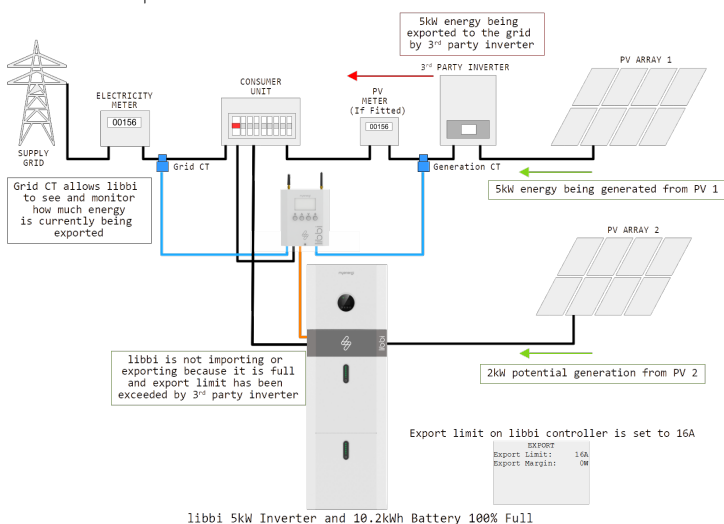 5kW energy being
exported to the grid
by 3rd party inverter
3rd PARTY INVERTER
PV ARRAY 1
CONSUMER
UNIT
PV
METER
(If Fitted)
ELECTRICITY
METER
00156
00156
SUPPLY
GRID
Grid CT
Generation CT
Grid CT allows libbi
to see and monitor
how much energy
is currently being
exported
5kW energy being generated from PV 1
libbi
PV ARRAY 2
myenergi
libbi
libbi is not importing or
exporting because it is full
and export limit has been
exceeded by 3rd party inverter
2kW potential generation from PV 2
Export limit on libbi controller is set to 16A
EXPORT
Export Limit: 16A
Export Margin: 0W
libbi 5kW Inverter and 10.2kWh Battery 100% Full